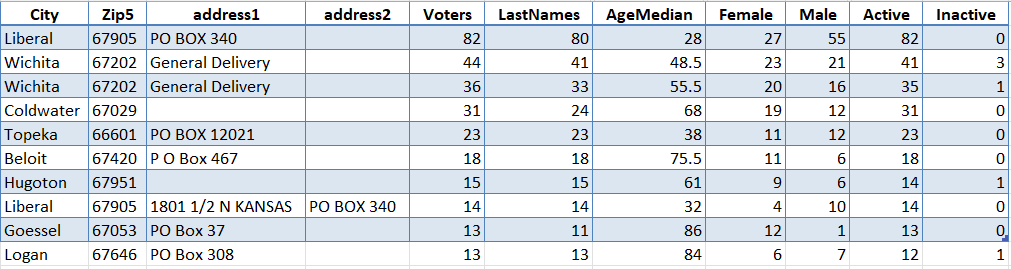 City Zip5 address1 address2 Voters LastNames AgeMedian Female Male Active Inactive
Liberal 67905 PO BOX 340 82 80 28 27 55 82 0
Wichita 67202 General Delivery 44 41 48.5 23 21 41 3
Wichita 67202 General Delivery 36 33 55.5 20 16 35 1
Coldwater 67029 31 24 68 19 12 31 0
Topeka 66601 PO BOX 12021 23 23 38 11 12 23 0
Beloit 67420 P O Box 467 18 18 75.5 11 6 18 0
Hugoton 67951 15 15 61 9 6 14 1
Liberal 67905 1801 1/2 N KANSAS PO BOX 340 14 14 32 4 10 14 0
Goessel 67053 PO Box 37 13 11 86 12 1 13 0
Logan 67646 PO Box 308 13 13 84 6 7 12 1